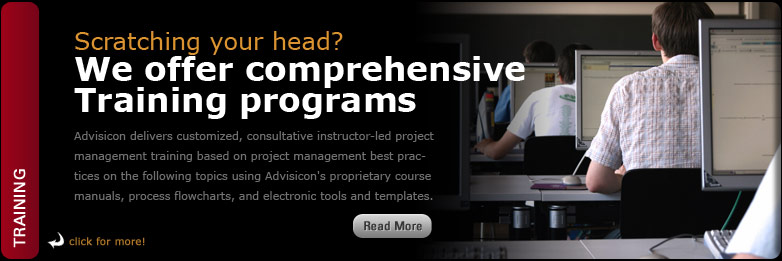 Scratching your head?
We offer comprehensive
Training programs
Advisicon delivers customized, consultative instructor-led project
management training based on project management best prac-
tices on the following topics using Advisicon's proprietary course
manuals, process flowcharts, and electronic tools and templates.
Read More
TRAINING
click for more!